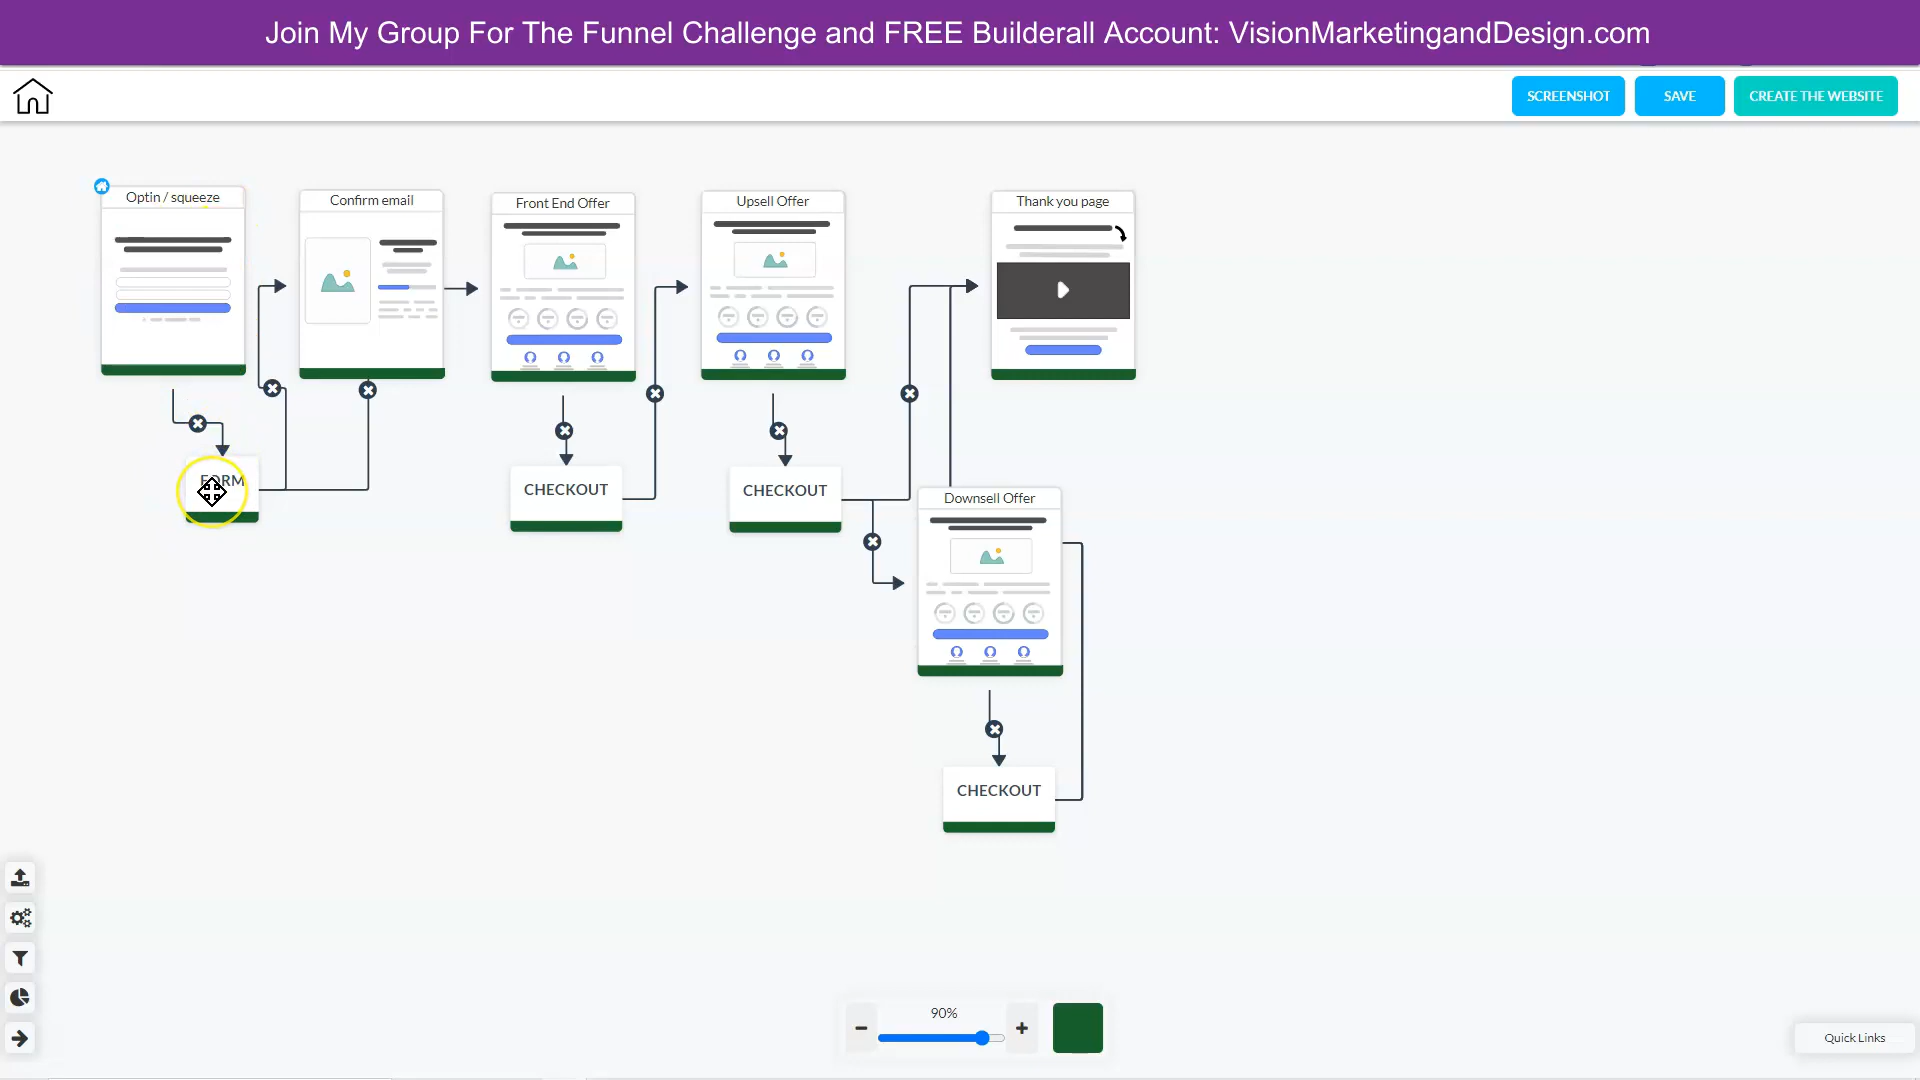 Join My Group For The Funnel Challenge and FREE Builderall Account: VisionMarketingandDesign.com
SCREENSHOT
SAVE
CREATE THE WEBSITE
Optin / squeeze
Confirm email
Front End Offer
Upsell Offer
Thank you page
FORM
CHECKOUT
CHECKOUT
Downsell Offer
CHECKOUT
90%
Quick Links